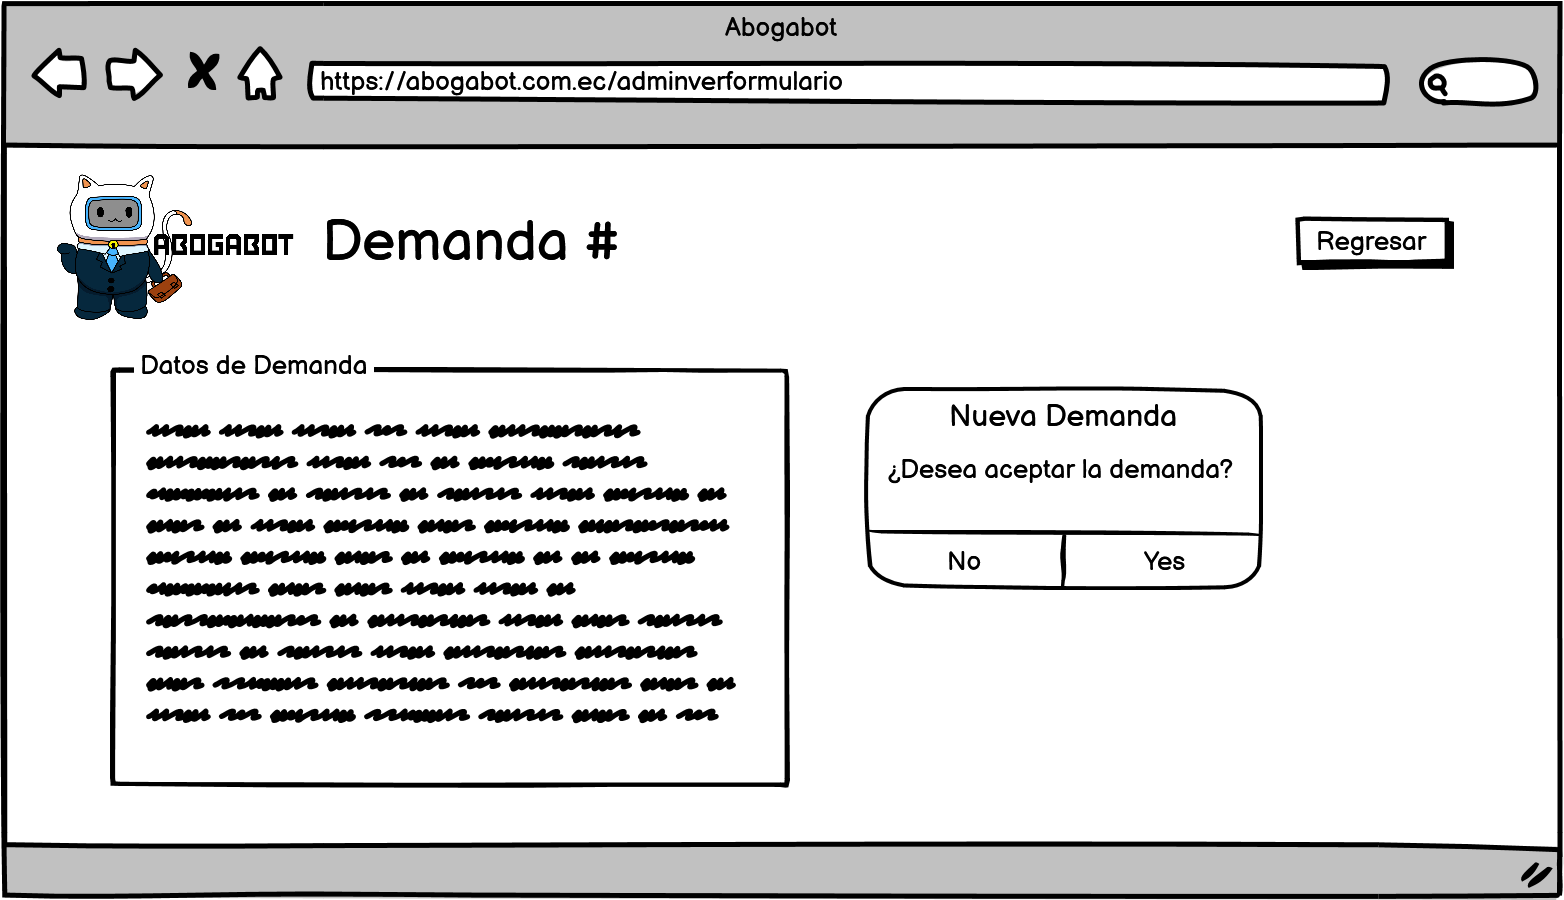 Abogabot
https://abogabot.com.ec/adminverformulario
ABOGABOT
Demanda #
Regresar
Datos de Demanda
Nueva Demanda
¿Desea aceptar la demanda?
No
Yes